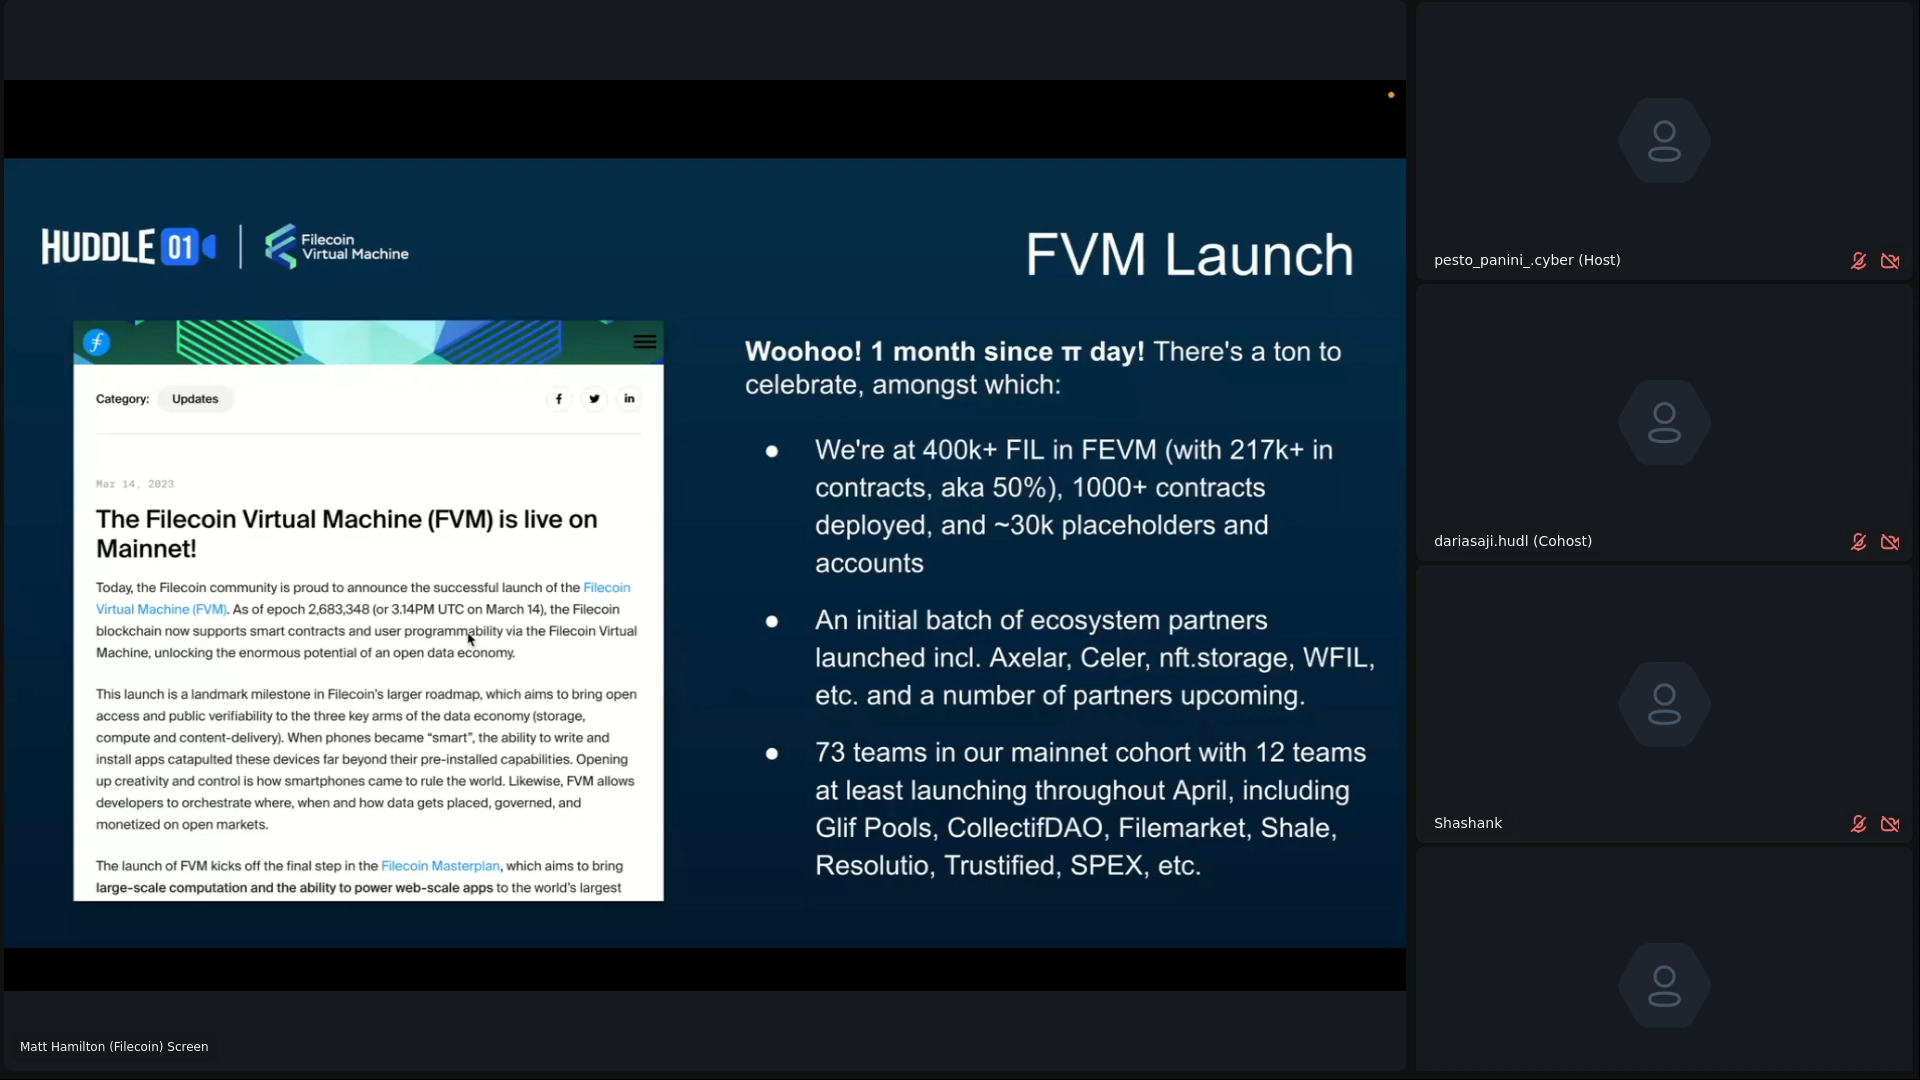 HUDDLE 01
Filecoin
Virtual Machine
FVM Launch
Category: Updates
Mar 14, 2023
The Filecoin Virtual Machine (FVM) is live on
Mainnet!
Today, the Filecoin community is proud to announce the successful launch of the Filecoin
Virtual Machine (FVM). As of epoch 2,683,348 (or 3.14PM UTC on March 14), the Filecoin
blockchain now supports smart contracts and user programmability via the Filecoin Virtual
Machine, unlocking the enormous potential of an open data economy.
This launch is a landmark milestone in Filecoin's larger roadmap, which aims to bring open
access and public verifiability to the three key arms of the data economy (storage,
compute and content-delivery). When phones became “smart”, the ability to write and
install apps catapulted these devices far beyond their pre-installed capabilities. Opening
up creativity and control is how smartphones came to rule the world. Likewise, FVM allows
developers to orchestrate where, when and how data gets placed, governed, and
monetized on open markets.
The launch of FVM kicks off the final step in the Filecoin Masterplan, which aims to bring
large-scale computation and the ability to power web-scale apps to the world's largest
Woohoo! 1 month since π day! There's a ton to
celebrate, amongst which:
● We're at 400k+ FIL in FEVM (with 217k+ in
contracts, aka 50%), 1000+ contracts
deployed, and ~30k placeholders and
accounts
● An initial batch of ecosystem partners
launched incl. Axelar, Celer, nft.storage, WFIL,
etc. and a number of partners upcoming.
● 73 teams in our mainnet cohort with 12 teams
at least launching throughout April, including
Glif Pools, CollectifDAO, Filemarket, Shale,
Resolutio, Trustified, SPEX, etc.
Matt Hamilton (Filecoin) Screen
pesto_panini_.cyber (Host)
dariasaji.hudl (Cohost)
Shashank